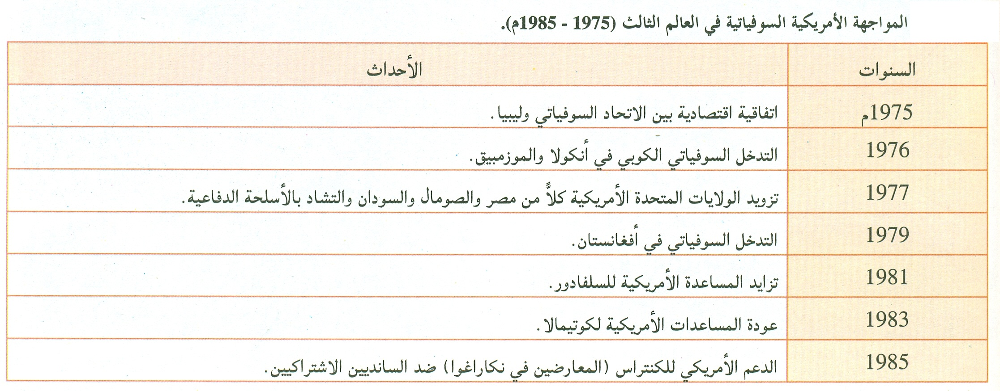 المواجهة الأمريكية السوفياتية في العالم الثالث (1975 - 1985م).
السنوات الأحداث
1975م اتفاقية اقتصادية بين الاتحاد السوفياتي وليبيا.
1976 التدخل السوفياتي الكوبي في أنكولا والموزمبيق.
1977 تزويد الولايات المتحدة الأمريكية كلاًّ من مصر والصومال والسودان والتشاد بالأسلحة الدفاعية.
1979 التدخل السوفياتي في أفغانستان.
1981 تزايد المساعدة الأمريكية للسلفادور.
1983 عودة المساعدات الأمريكية لكوتيمالا.
1985 الدعم الأمريكي للكنتراس (المعارضين في نكاراغوا) ضد السانديين الاشتراكيين.